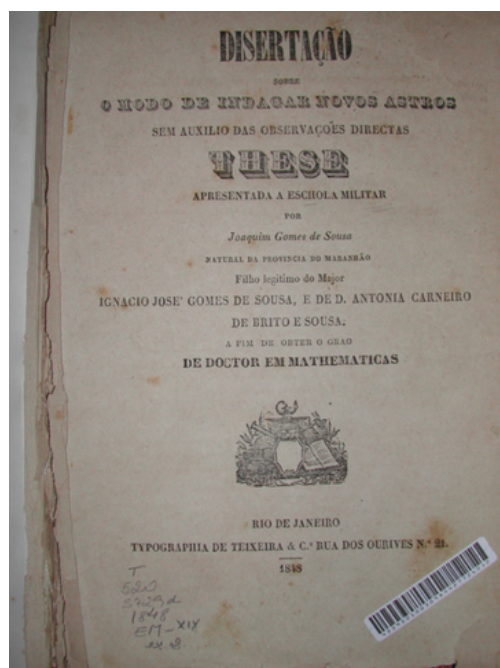 DISERTAÇÃO
SOBRE
O MODO DE INDAGAR NOVOS ASTROS
SEM AUXILIO DAS OBSERVAÇÕES DIRECTAS
THESE
APRESENTADA A ESCHOLA MILITAR
POR
Joaquim Gomes de Sousa
NATURAL DA PROVINCIA DO MARANHÃO
Filho legitimo do Major
IGNACIO JOSE' GOMES DE SOUSA, E DE D. ANTONIA CARNEIRO
DE BRITO E SOUSA.
A FIM DE OBTER O GRAO
DE DOCTOR EM MATHEMATICAS
RIO DE JANEIRO
TYPOGRAPHIA DE TEIXEIRA & C.ª RUA DOS OURIVES N.º 21.
1848
T
520
1848
EM-XIX